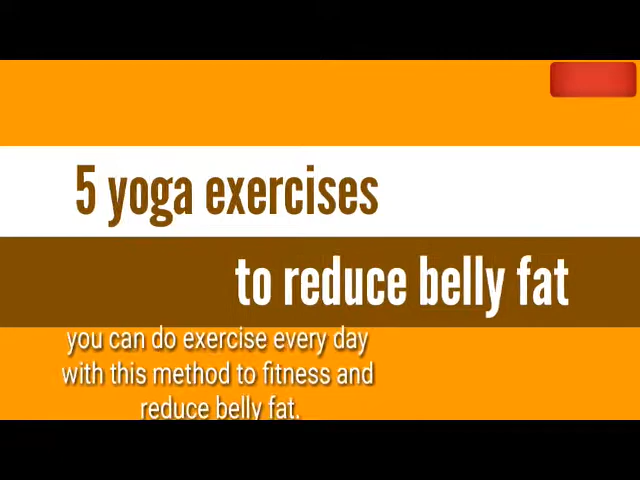 5 yoga exercises
to reduce belly fat
you can do exercise every day
with this method to fitness and
reduce belly fat.